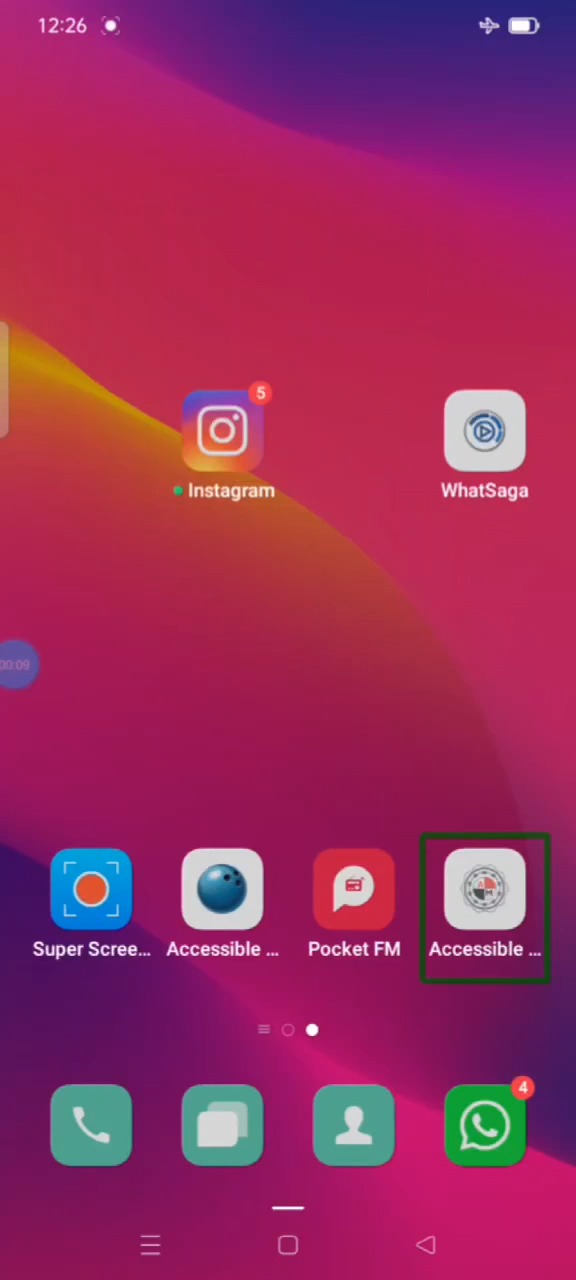 12:26
5
Instagram
WhatSaga
00:09
Super Scree...
Accessible ...
Pocket FM
Accessible ...
4